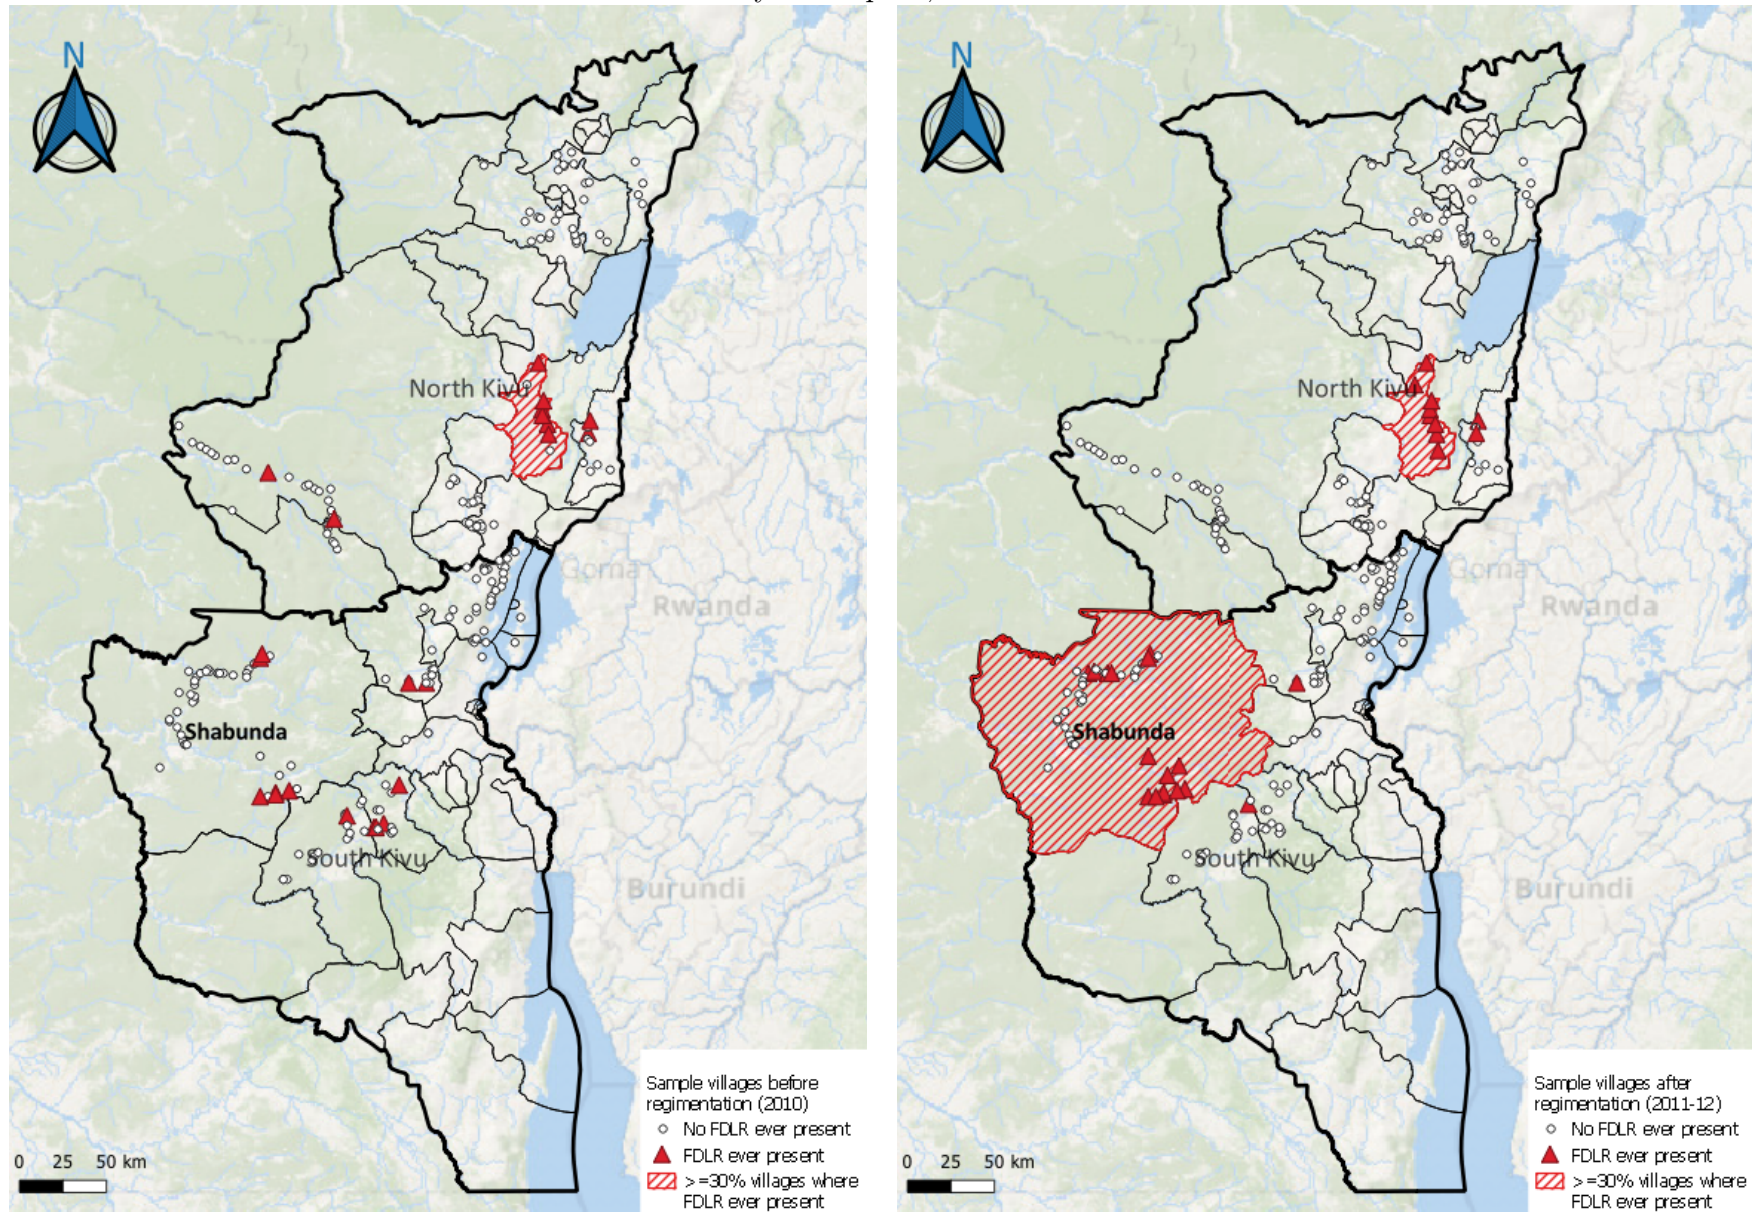 N
North Kivu
Goma
Rwanda
Shabunda
South Kivu
Burundi
Sample villages before
regimentation (2010)
No FDLR ever present
FDLR ever present
>=30% villages where
FDLR ever present
0 25 50 km
N
North Kivu
Goma
Rwanda
Shabunda
South Kivu
Burundi
Sample villages after
regimentation (2011-12)
No FDLR ever present
FDLR ever present
>=30% villages where
FDLR ever present
0 25 50 km